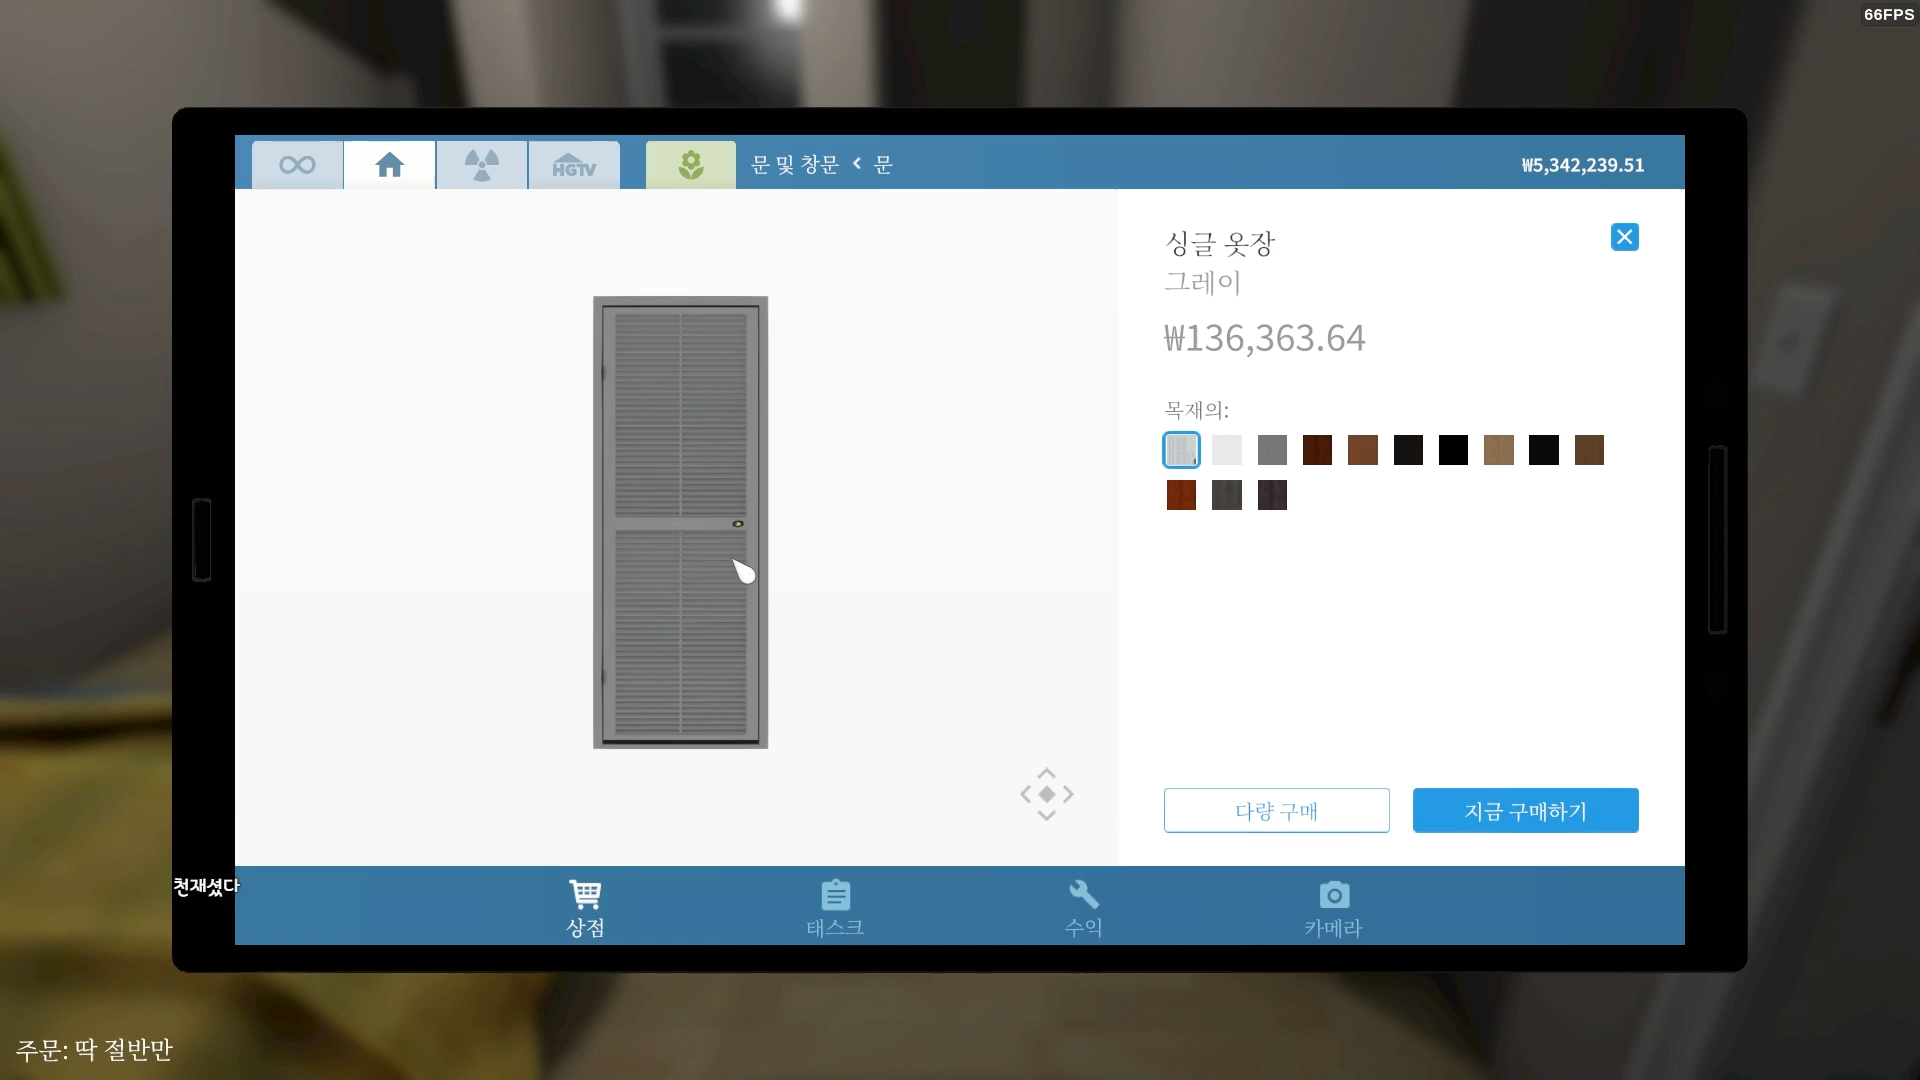 66FPS
HGTV
문 및 창문 < 문
₩5,342,239.51
싱글 옷장
그레이
₩136,363.64
목재의:
다량 구매
지금 구매하기
천재셨다
상점
태스크
수익
카메라
주문: 딱 절반만